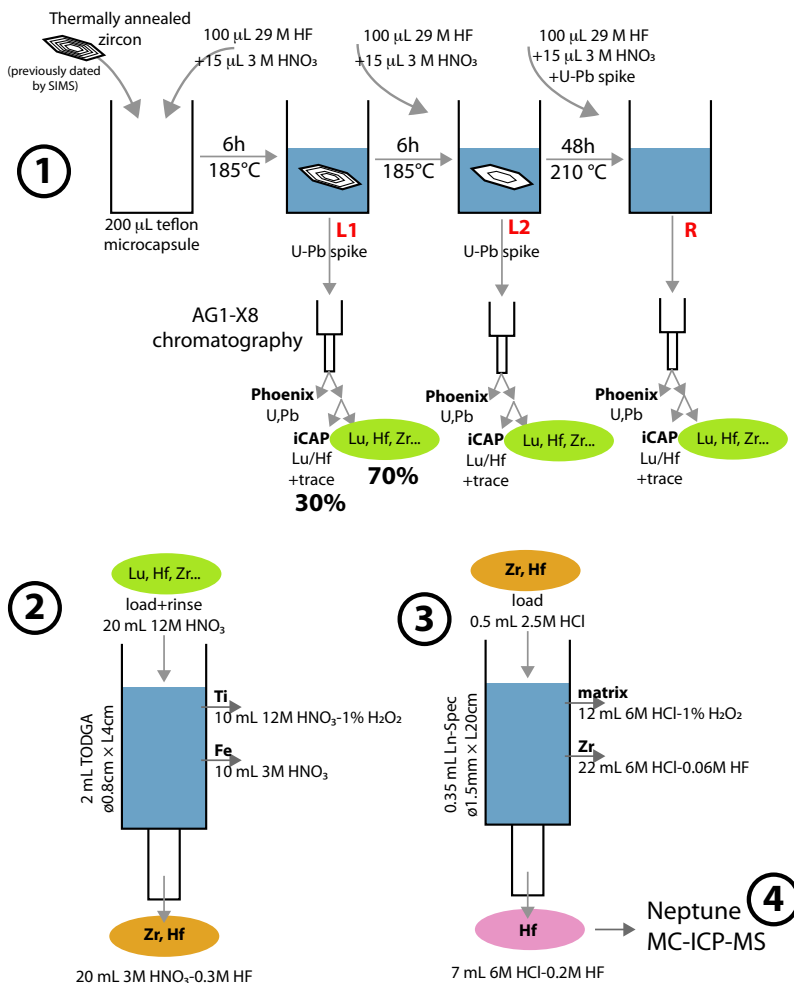 Thermally annealed
zircon
(previously dated
by SIMS)
100 μL 29 M HF
+15 μL 3 M HNO₃
100 μL 29 M HF
+15 μL 3 M HNO₃
100 μL 29 M HF
+15 μL 3 M HNO₃
+U-Pb spike
1
6h
185°C
6h
185°C
48h
210 °C
200 μL teflon
microcapsule
L1
U-Pb spike
L2
U-Pb spike
R
AG1-X8
chromatography
Phoenix
U,Pb
iCAP
Lu/Hf
+trace
30%
Lu, Hf, Zr...
70%
Phoenix
U,Pb
iCAP
Lu/Hf
+trace
Lu, Hf, Zr...
Phoenix
U,Pb
iCAP
Lu/Hf
+trace
Lu, Hf, Zr...
2
Lu, Hf, Zr...
load+rinse
20 mL 12M HNO₃
2 mL TODGA
ø0.8cm × L4cm
Ti
10 mL 12M HNO₃-1% H₂O₂
Fe
10 mL 3M HNO₃
Zr, Hf
20 mL 3M HNO₃-0.3M HF
3
Zr, Hf
load
0.5 mL 2.5M HCl
0.35 mL Ln-Spec
ø1.5mm × L20cm
matrix
12 mL 6M HCl-1% H₂O₂
Zr
22 mL 6M HCl-0.06M HF
Hf
7 mL 6M HCl-0.2M HF
4
Neptune
MC-ICP-MS